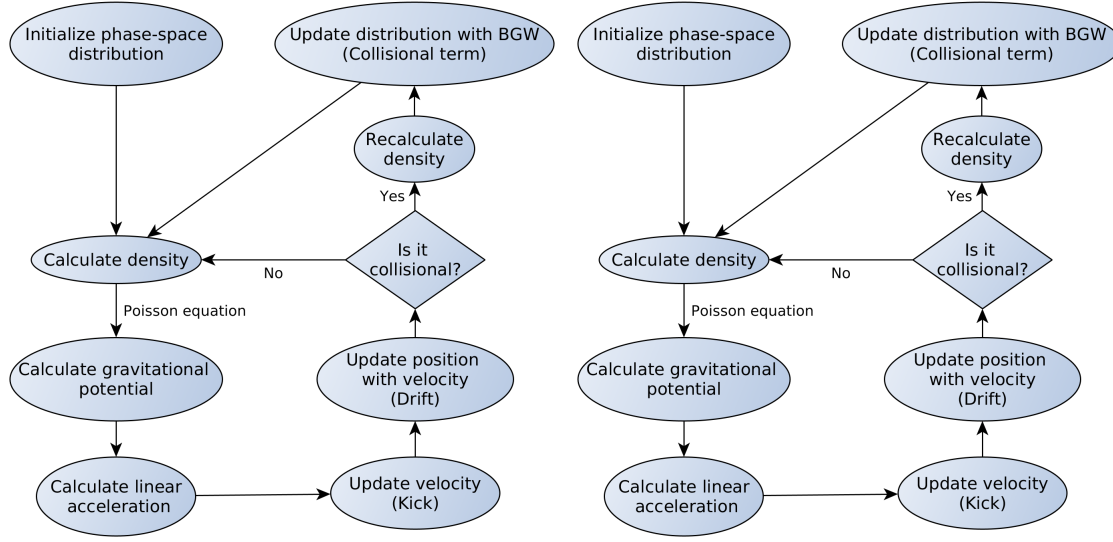 Initialize phase-space
distribution
Update distribution with BGW
(Collisional term)
Recalculate
density
Yes
Is it
collisional?
No
Calculate density
Poisson equation
Calculate gravitational
potential
Update position
with velocity
(Drift)
Calculate linear
acceleration
Update velocity
(Kick)
Initialize phase-space
distribution
Update distribution with BGW
(Collisional term)
Recalculate
density
Yes
Is it
collisional?
No
Calculate density
Poisson equation
Calculate gravitational
potential
Update position
with velocity
(Drift)
Calculate linear
acceleration
Update velocity
(Kick)